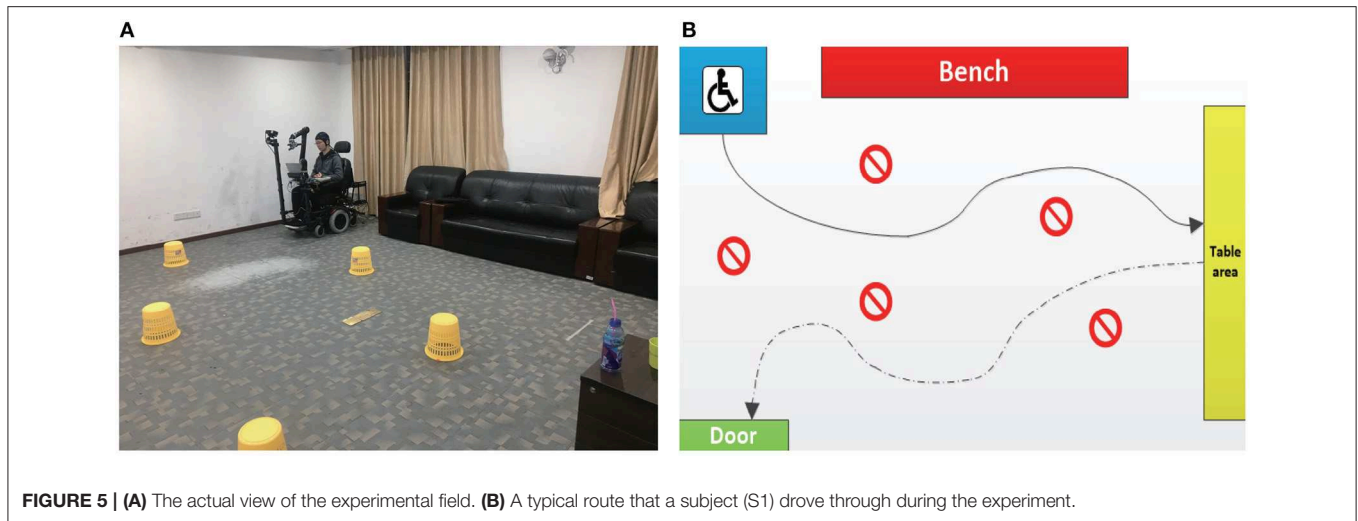 A
B
Bench
Table
area
Door
FIGURE 5 | (A) The actual view of the experimental field. (B) A typical route that a subject (S1) drove through during the experiment.